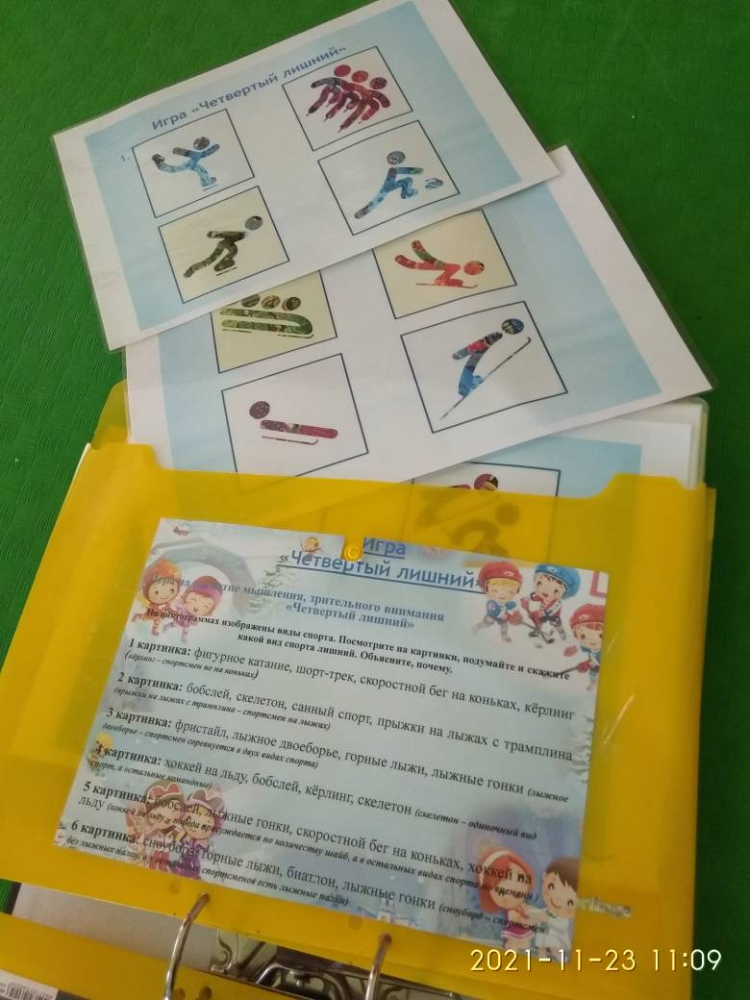 Игра «Четвертый лишний»
1.
Игра
«Четвертый лишний»
Игра на развитие мышления, зрительного внимания
«Четвертый лишний»
На пиктограммах изображены виды спорта. Посмотрите на картинки, подумайте и скажите
какой вид спорта лишний. Объясните, почему.
1 картинка: фигурное катание, шорт-трек, скоростной бег на коньках, кёрлинг
(кёрлинг – спортсмен не на коньках)
2 картинка: бобслей, скелетон, санный спорт, прыжки на лыжах с трамплина
(прыжки на лыжах с трамплина – спортсмен на лыжах)
3 картинка: фристайл, лыжное двоеборье, горные лыжи, лыжные гонки (лыжное
двоеборье – спортсмен соревнуется в двух видах спорта)
4 картинка: хоккей на льду, бобслей, кёрлинг, скелетон (скелетон – одиночный вид
спорт, а остальные командные)
5 картинка: бобслей, лыжные гонки, скоростной бег на коньках, хоккей на
льду (хоккей на льду – победа присуждается по количеству шайб, а в остальных видах спорта по времени)
6 картинка: сноуборд, горные лыжи, биатлон, лыжные гонки (сноуборд – спортсмен
без лыжных палок, а у остальных спортсменов есть лыжные палки)
2021-11-23 11:09